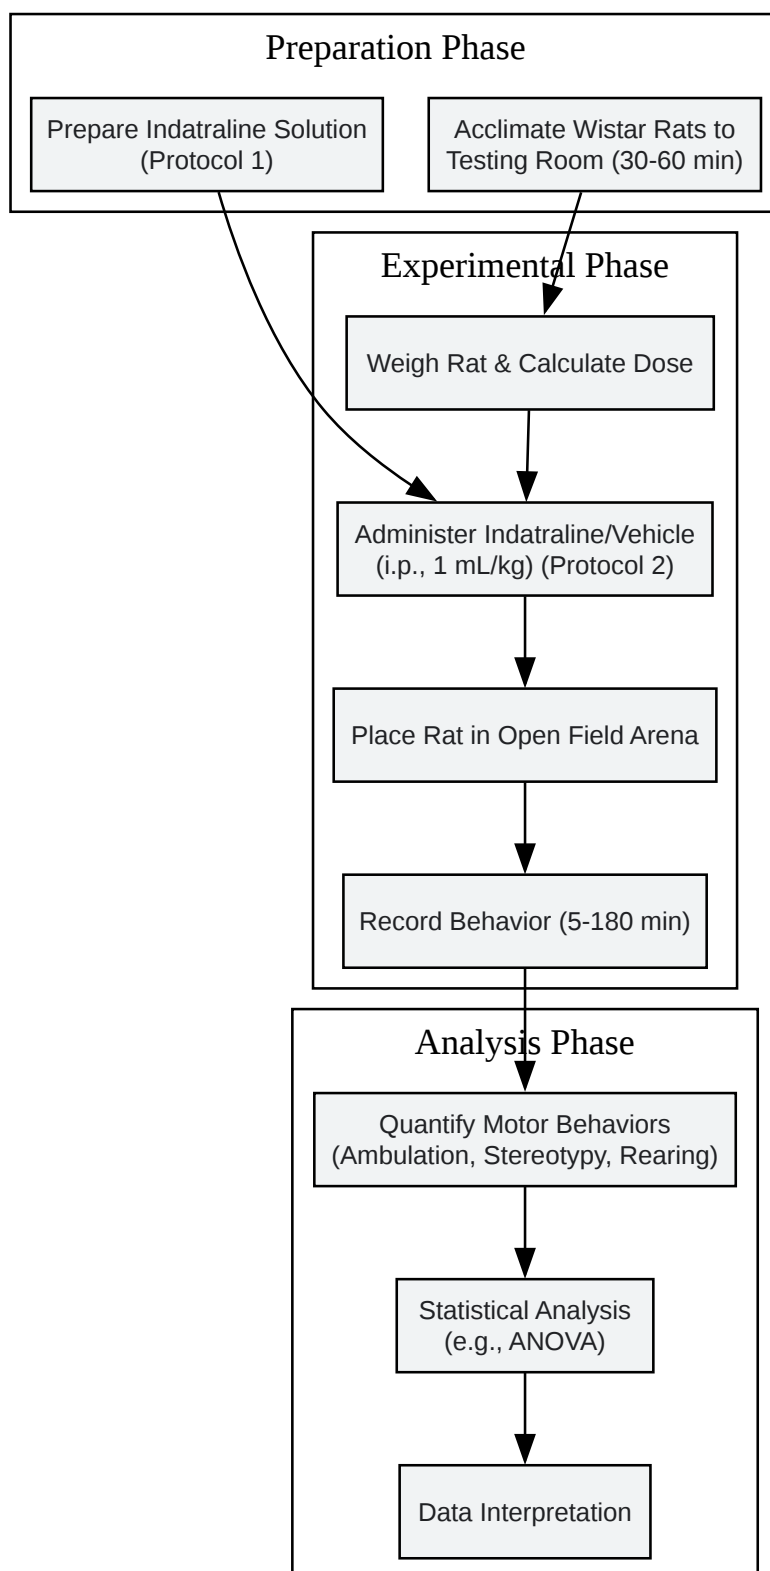 Preparation Phase
Prepare Indatraline Solution
(Protocol 1)
Acclimate Wistar Rats to
Testing Room (30-60 min)
Experimental Phase
Weigh Rat & Calculate Dose
Administer Indatraline/Vehicle
(i.p., 1 mL/kg) (Protocol 2)
Place Rat in Open Field Arena
Record Behavior (5-180 min)
Analysis Phase
Quantify Motor Behaviors
(Ambulation, Stereotypy, Rearing)
Statistical Analysis
(e.g., ANOVA)
Data Interpretation